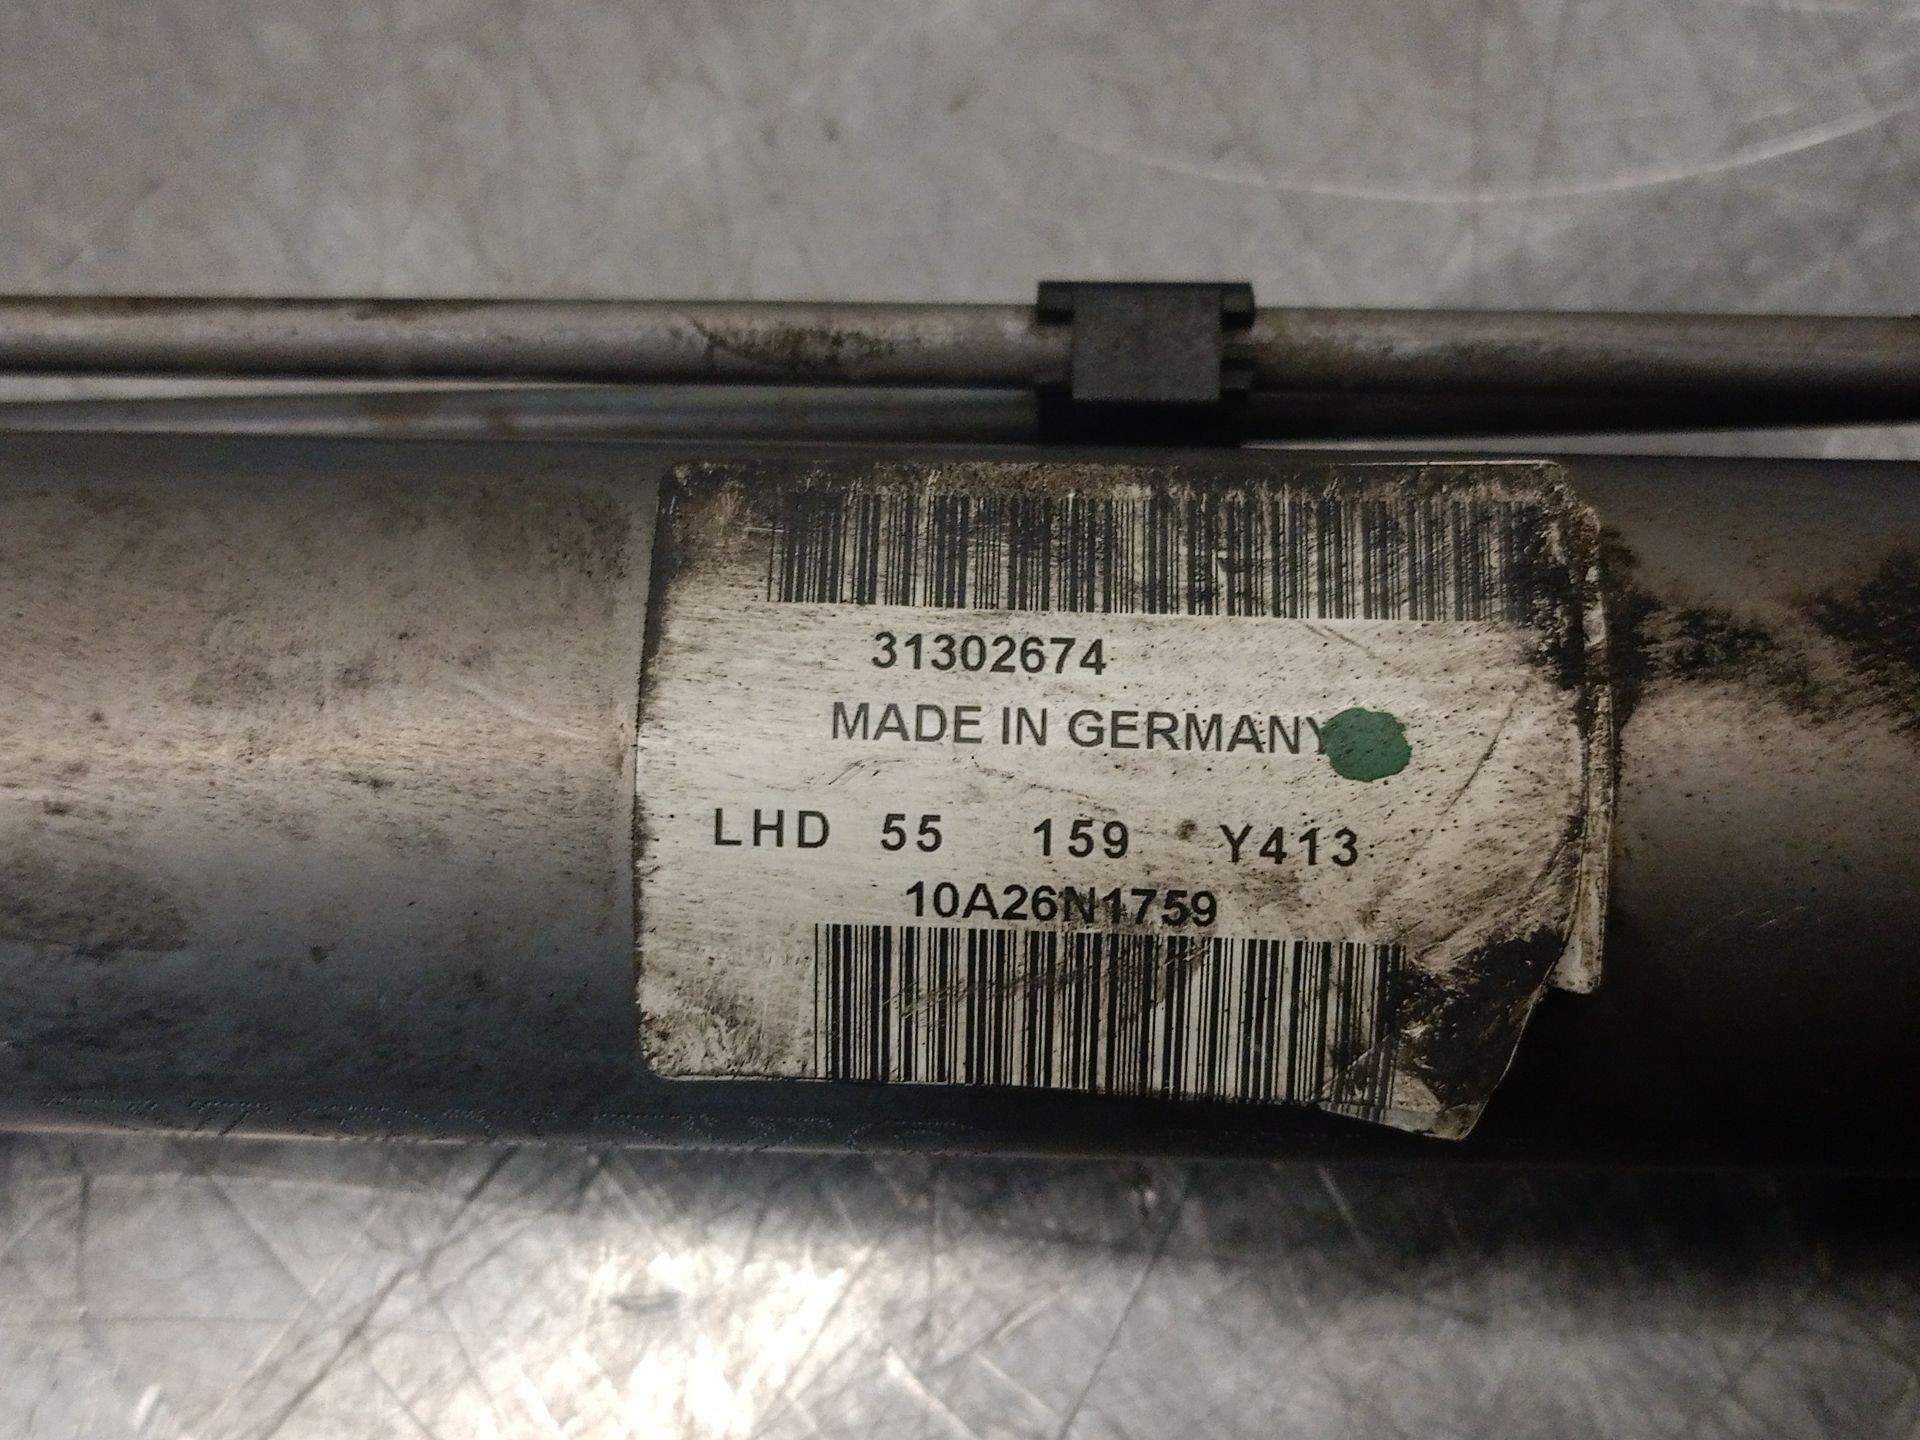 31302674
MADE IN GERMANY
LHD 55 159 Y413
10A26N1759